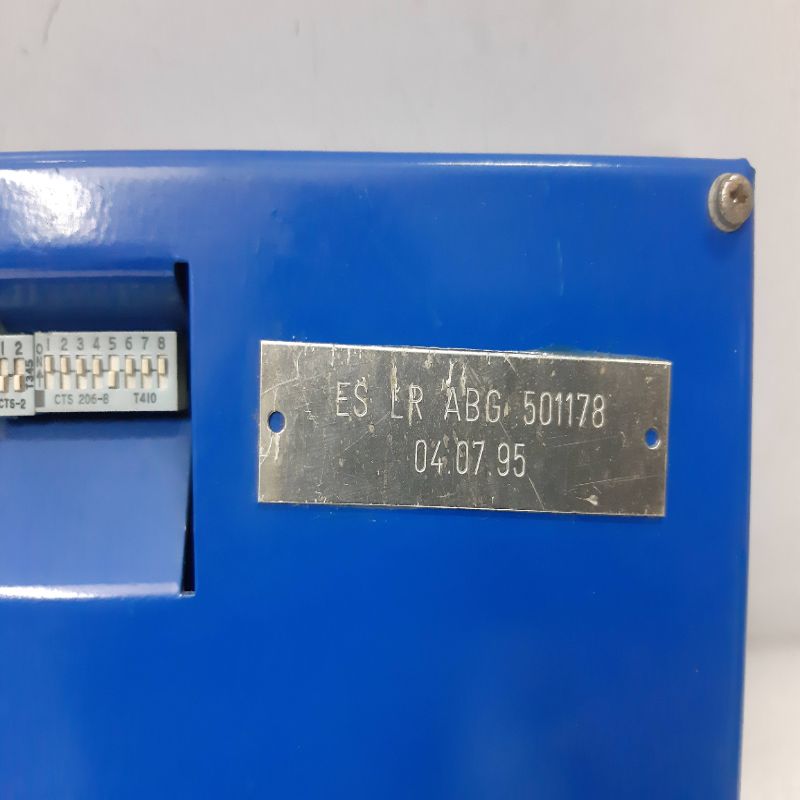 1 2
T345
CTS-2
1 2 3 4 5 6 7 8
CTS 206-8 T410
ES LR ABG 501178
04.07.95